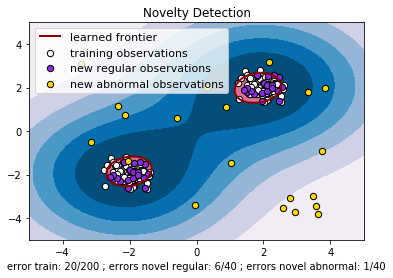 Novelty Detection
learned frontier
training observations
new regular observations
new abnormal observations
4
2
0
−2
−4
−4 −2 0 2 4
error train: 20/200 ; errors novel regular: 6/40 ; errors novel abnormal: 1/40